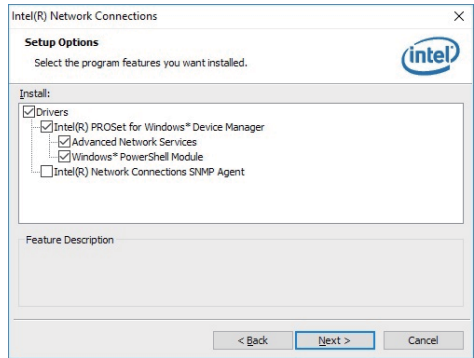 Intel(R) Network Connections
Setup Options
Select the program features you want installed.
intel
Install:
Drivers
Intel(R) PROSet for Windows* Device Manager
Advanced Network Services
Windows* PowerShell Module
Intel(R) Network Connections SNMP Agent
Feature Description
< Back Next > Cancel